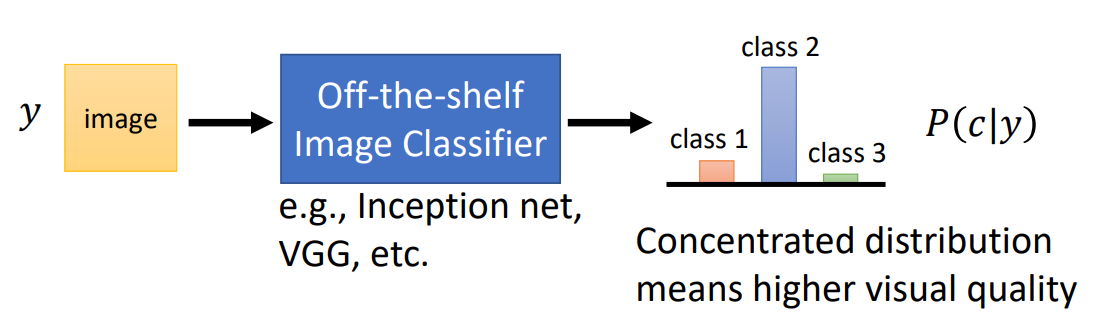 y
image
Off-the-shelf
Image Classifier
e.g., Inception net,
VGG, etc.
class 1
class 2
class 3
P(c|y)
Concentrated distribution
means higher visual quality